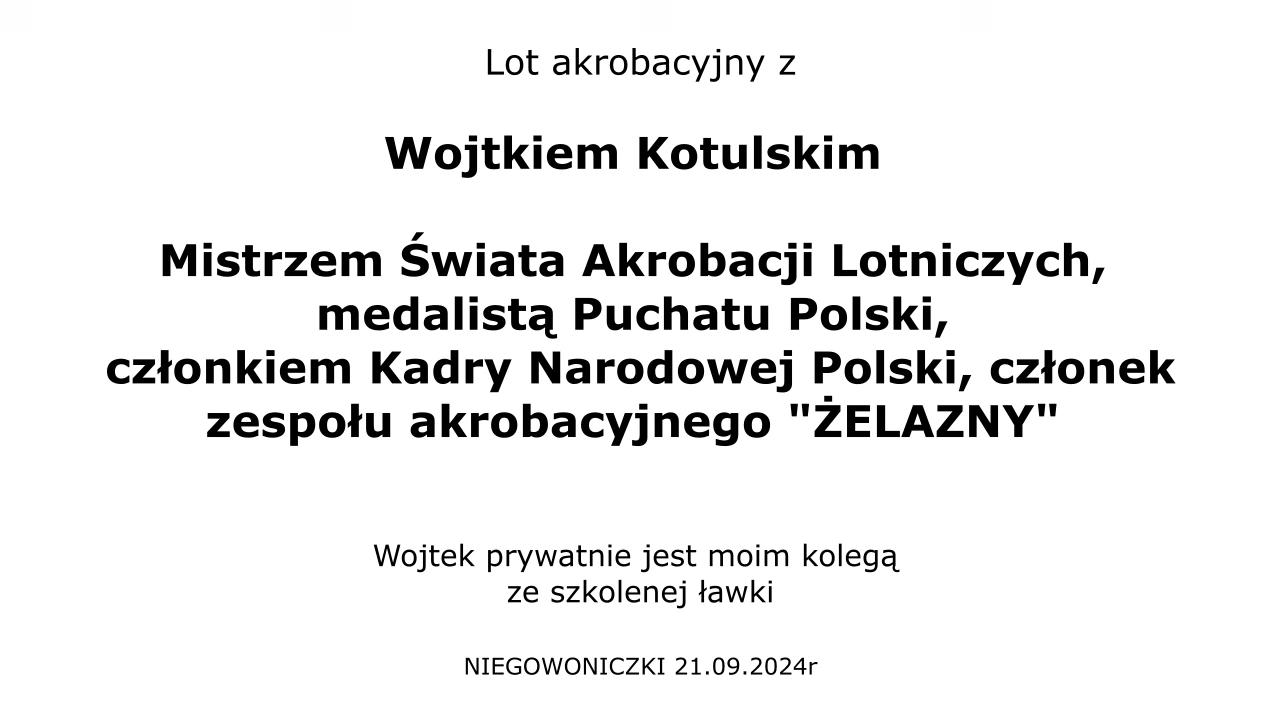 Lot akrobacyjny z
Wojtkiem Kotulskim
Mistrzem Świata Akrobacji Lotniczych,
medalistą Puchatu Polski,
członkiem Kadry Narodowej Polski, członek
zespołu akrobacyjnego "ŻELAZNY"
Wojtek prywatnie jest moim kolegą
ze szkolenej ławki
NIEGOWONICZKI 21.09.2024r